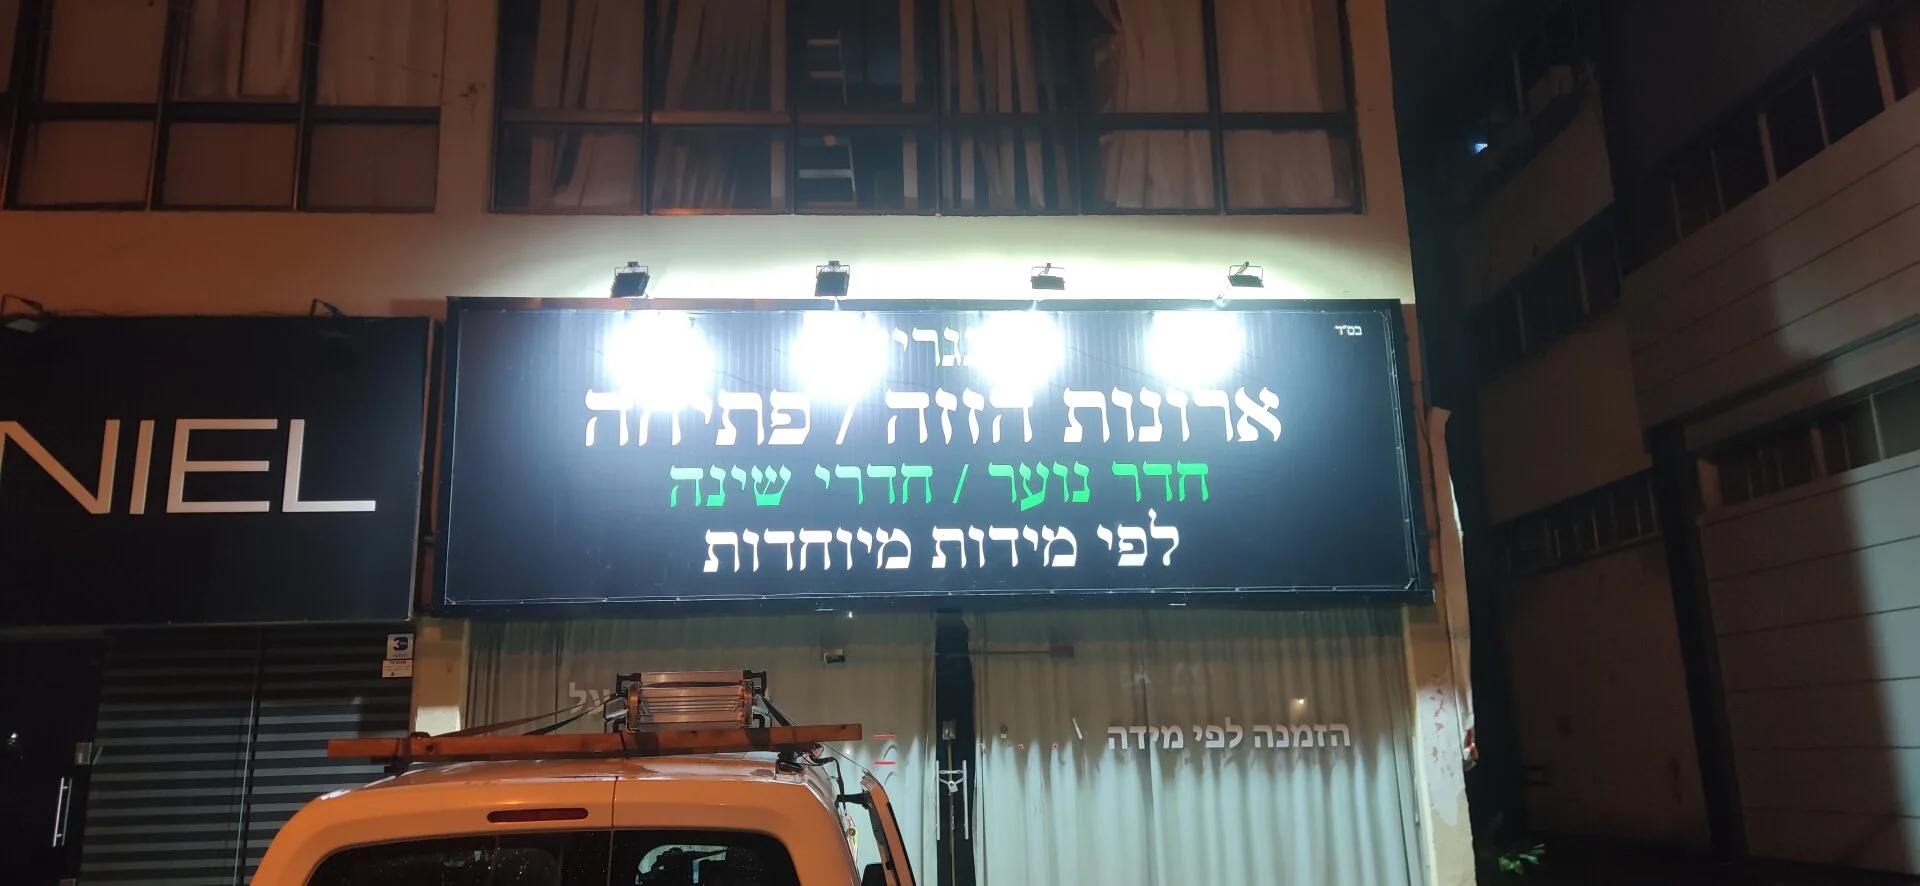 NIEL
בס״ד
ארונות הזזה / פתיחה
חדר נוער / חדרי שינה
לפי מידות מיוחדות
הזמנה לפי מידה